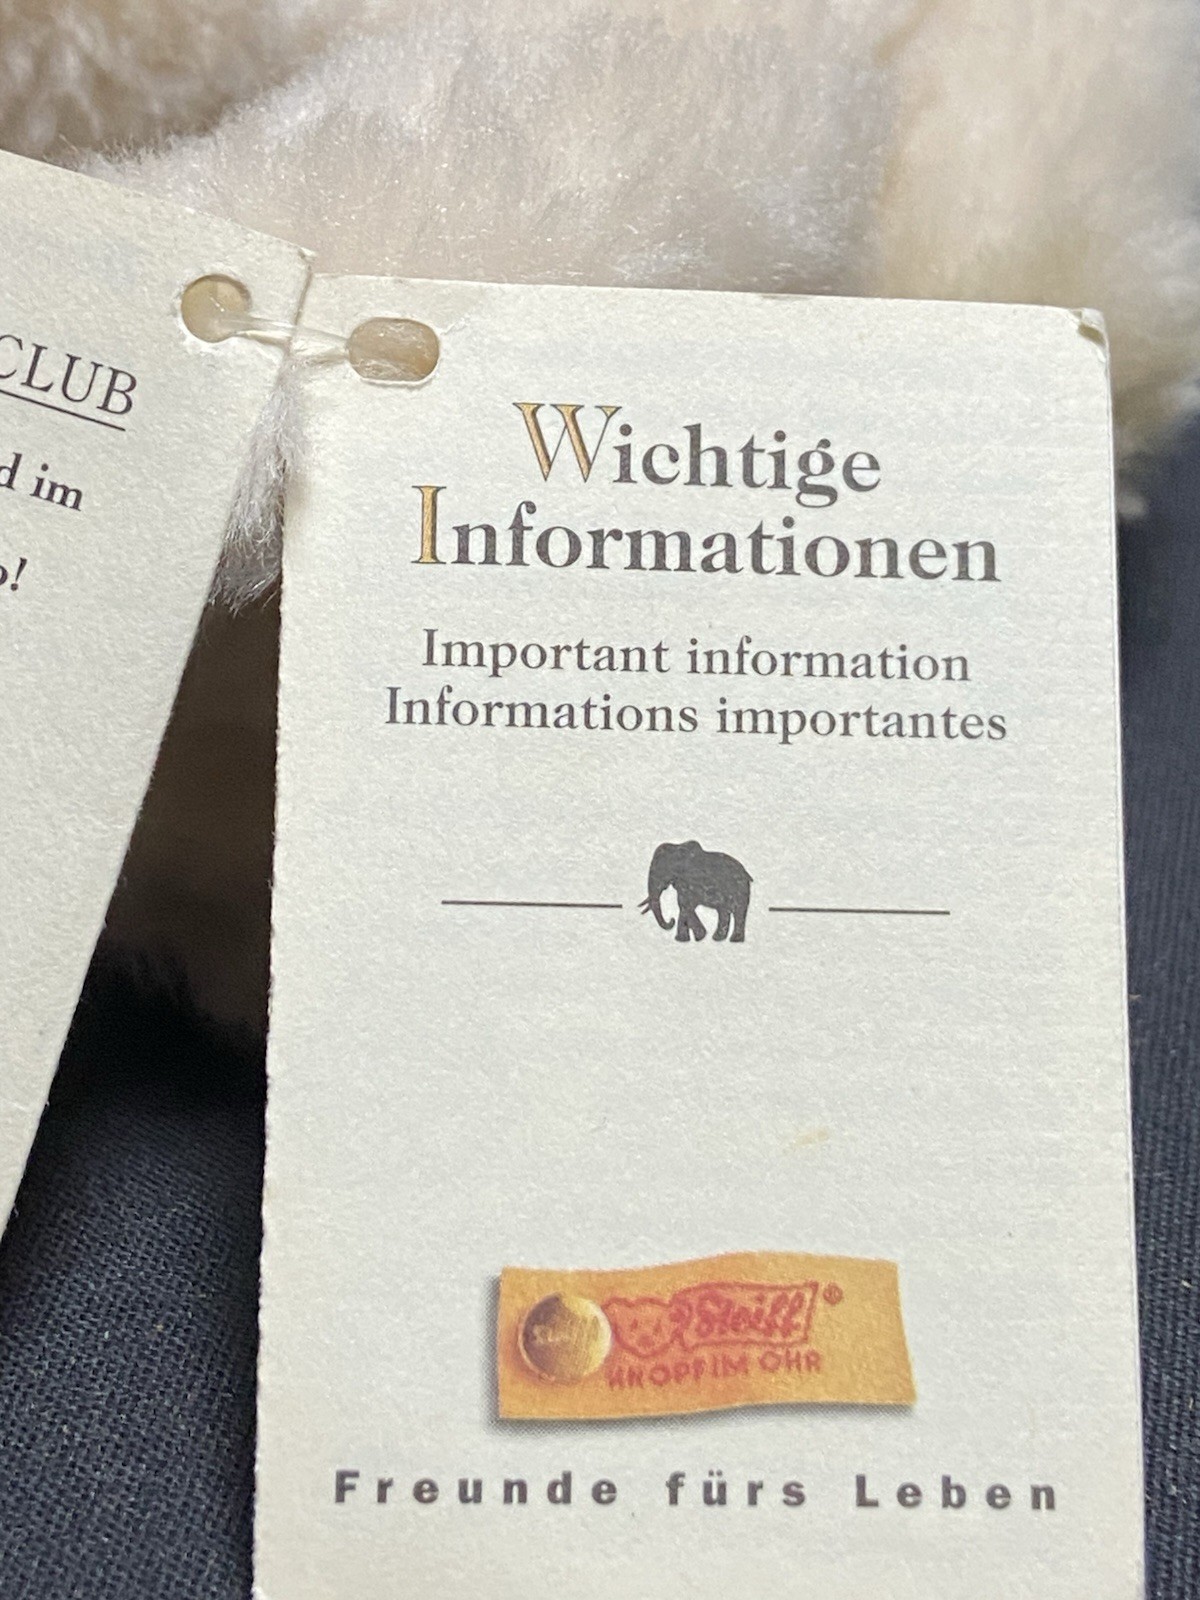 CLUB
d im
o!
Wichtige
Informationen
Important information
Informations importantes
Steiff®
KNOPF IM OHR
Freunde fürs Leben